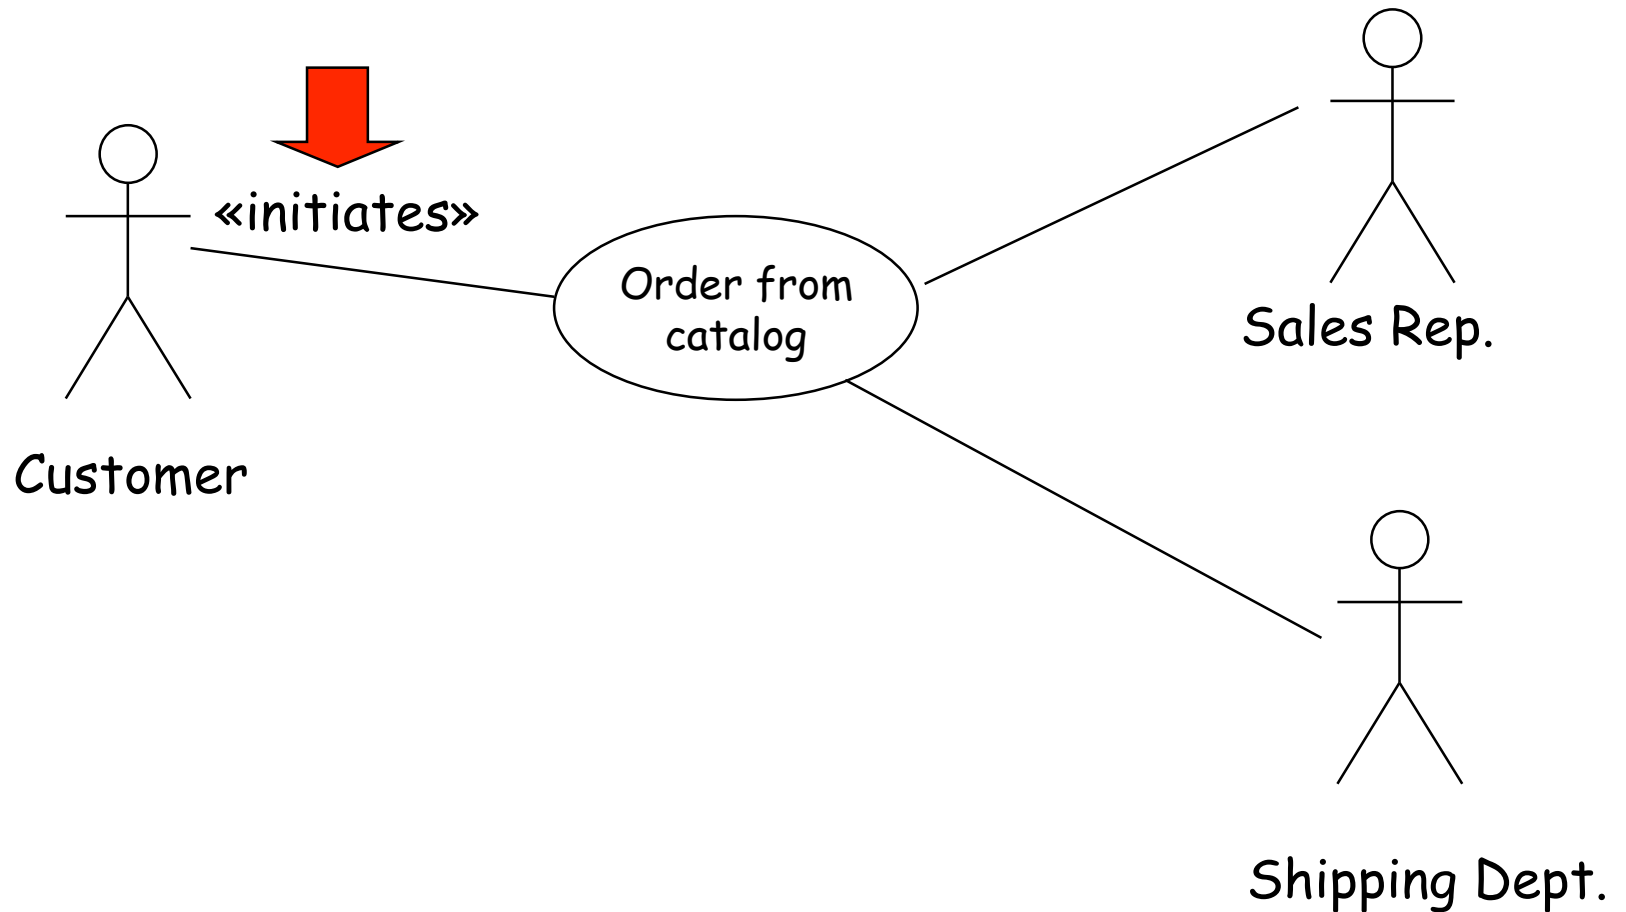 «initiates»
Order from
catalog
Sales Rep.
Customer
Shipping Dept.